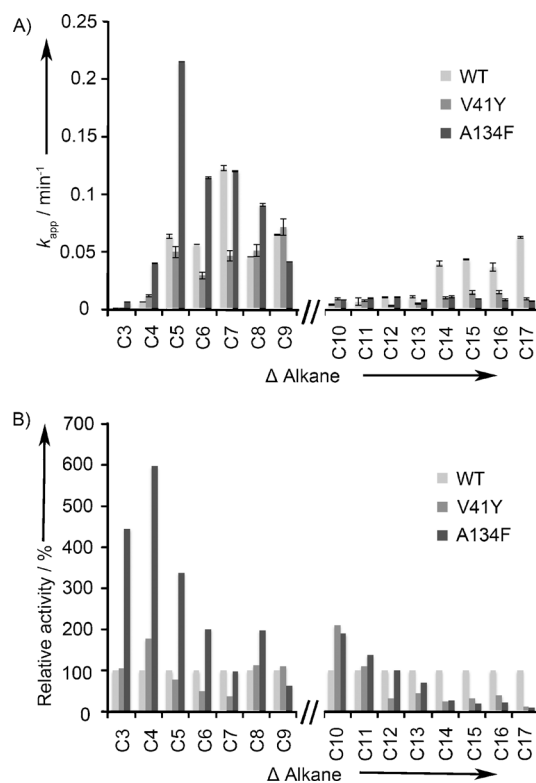 A)
0.25
0.2
0.15
0.1
0.05
0
k app / min-1
WT
V41Y
A134F
C3 C4 C5 C6 C7 C8 C9 // C10 C11 C12 C13 C14 C15 C16 C17
Δ Alkane
B)
700
600
500
400
300
200
100
0
Relative activity / %
WT
V41Y
A134F
C3 C4 C5 C6 C7 C8 C9 // C10 C11 C12 C13 C14 C15 C16 C17
Δ Alkane